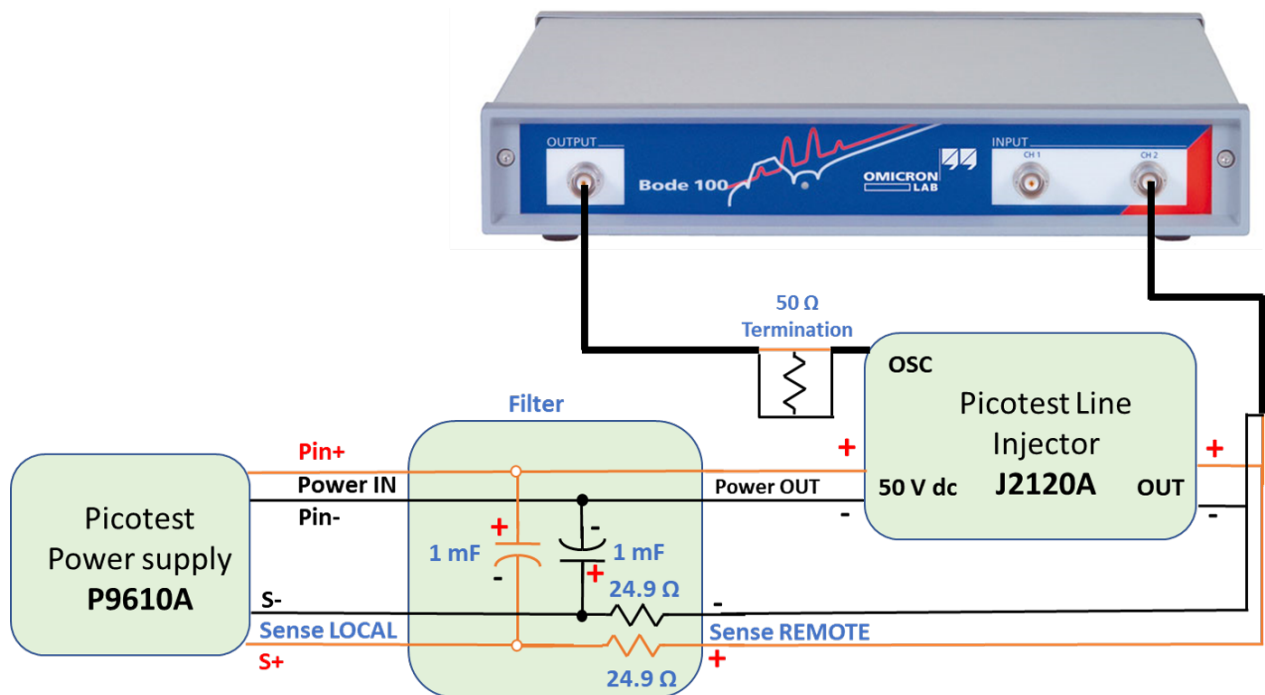 OUTPUT
INPUT
CH 1
CH 2
Bode 100
OMICRON
LAB
50 Ω
Termination
OSC
Picotest Line
Injector
J2120A
50 V dc
OUT
+
-
+
-
Filter
Pin+
Power IN
Pin-
Power OUT
Picotest
Power supply
P9610A
+
1 mF
-
-
1 mF
+
24.9 Ω
S-
-
Sense LOCAL
Sense REMOTE
S+
+
24.9 Ω